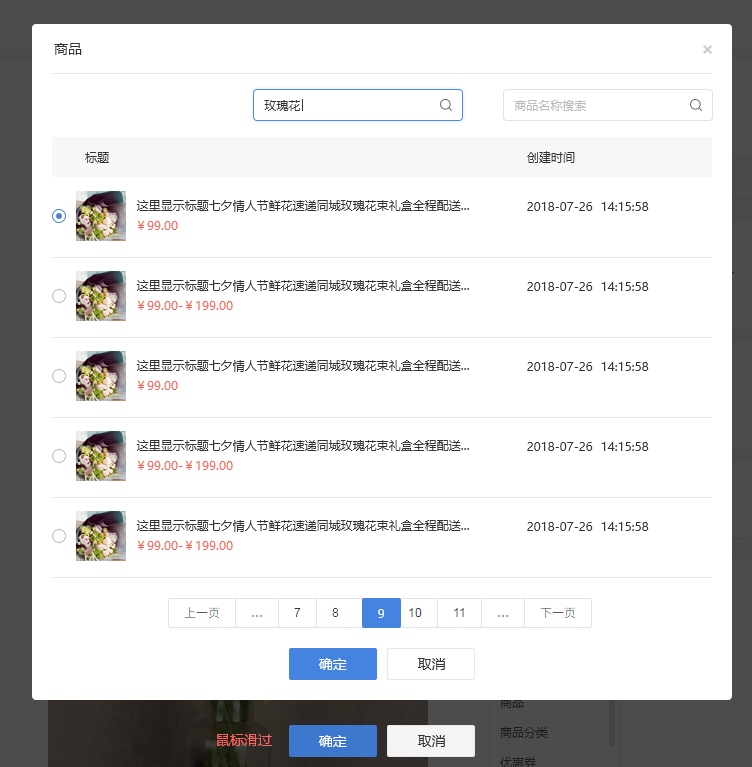 商品
玫瑰花
商品名称搜索
标题 创建时间
这里显示标题七夕情人节鲜花速递同城玫瑰花束礼盒全程配送... 2018-07-26 14:15:58
￥99.00
这里显示标题七夕情人节鲜花速递同城玫瑰花束礼盒全程配送... 2018-07-26 14:15:58
￥99.00-￥199.00
这里显示标题七夕情人节鲜花速递同城玫瑰花束礼盒全程配送... 2018-07-26 14:15:58
￥99.00
这里显示标题七夕情人节鲜花速递同城玫瑰花束礼盒全程配送... 2018-07-26 14:15:58
￥99.00-￥199.00
这里显示标题七夕情人节鲜花速递同城玫瑰花束礼盒全程配送... 2018-07-26 14:15:58
￥99.00-￥199.00
上一页 ... 7 8 9 10 11 ... 下一页
确定 取消
商品
鼠标滑过 确定 取消 商品分类
优惠券